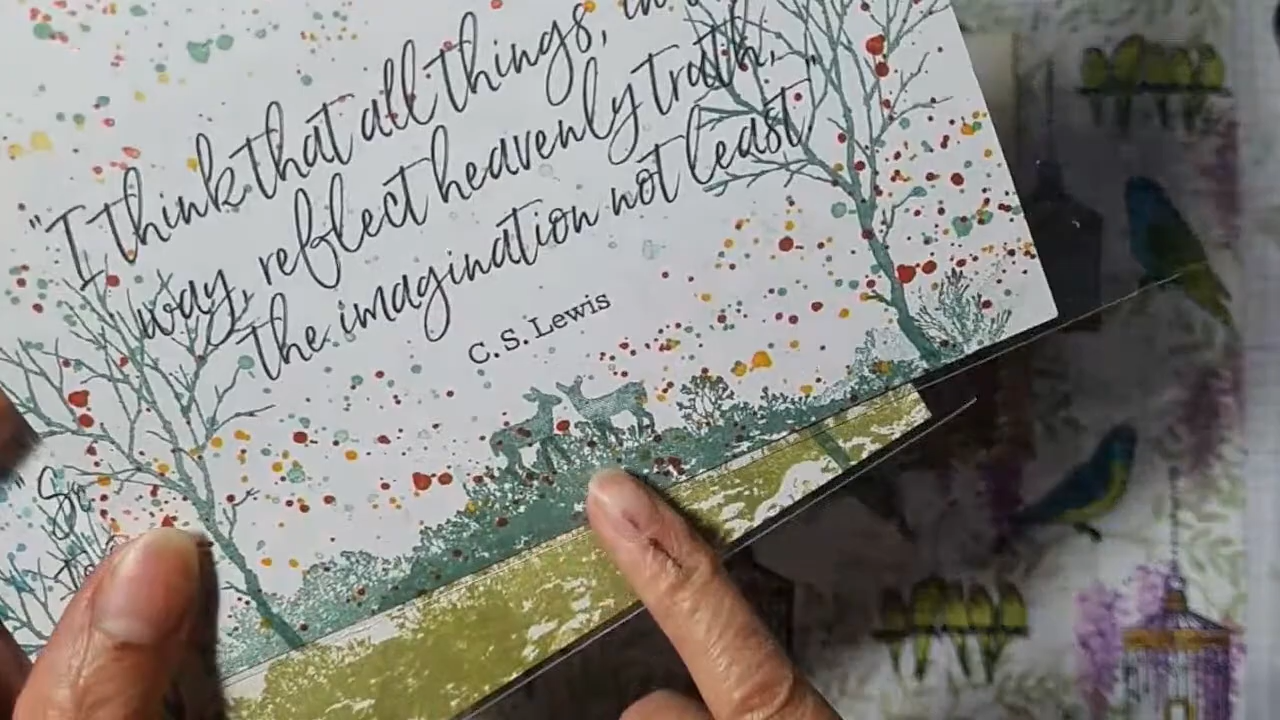 "I think that all things, in
way, reflect heavenly truth,
the imagination not least"
C. S. Lewis